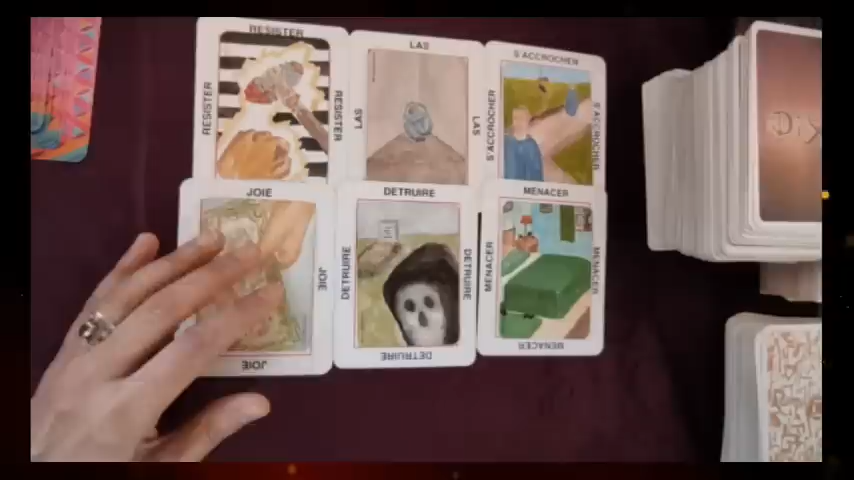 RESISTER
RESISTER
RESISTER
LAS
LAS
LAS
S'ACCROCHER
S'ACCROCHER
S'ACCROCHER
JOIE
JOIE
JOIE
DETRUIRE
DETRUIRE
DETRUIRE
DETRUIRE
MENACER
MENACER
MENACER
MENACER